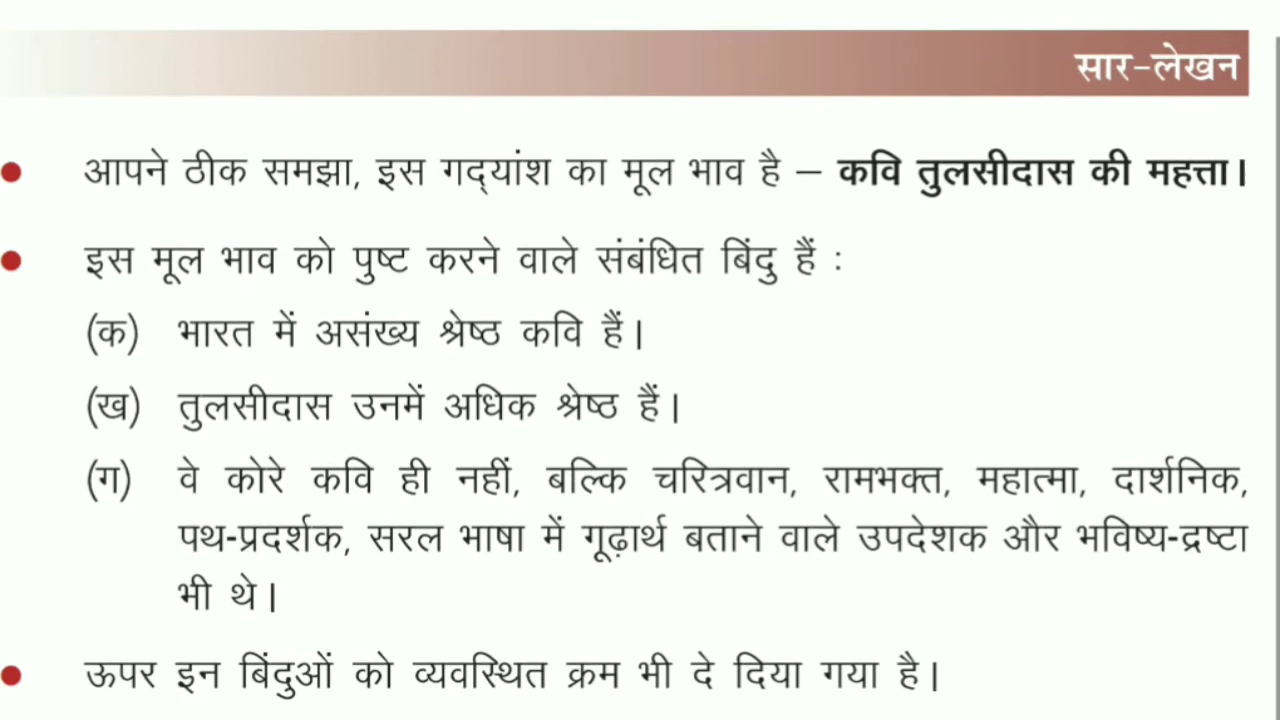 सार-लेखन
● आपने ठीक समझा, इस गद्‌यांश का मूल भाव है – कवि तुलसीदास की महत्ता।
● इस मूल भाव को पुष्ट करने वाले संबंधित बिंदु हैं :
(क) भारत में असंख्य श्रेष्ठ कवि हैं।
(ख) तुलसीदास उनमें अधिक श्रेष्ठ हैं।
(ग) वे कोरे कवि ही नहीं, बल्कि चरित्रवान, रामभक्त, महात्मा, दार्शनिक,
पथ-प्रदर्शक, सरल भाषा में गूढ़ार्थ बताने वाले उपदेशक और भविष्य-द्रष्टा
भी थे।
● ऊपर इन बिंदुओं को व्यवस्थित क्रम भी दे दिया गया है।